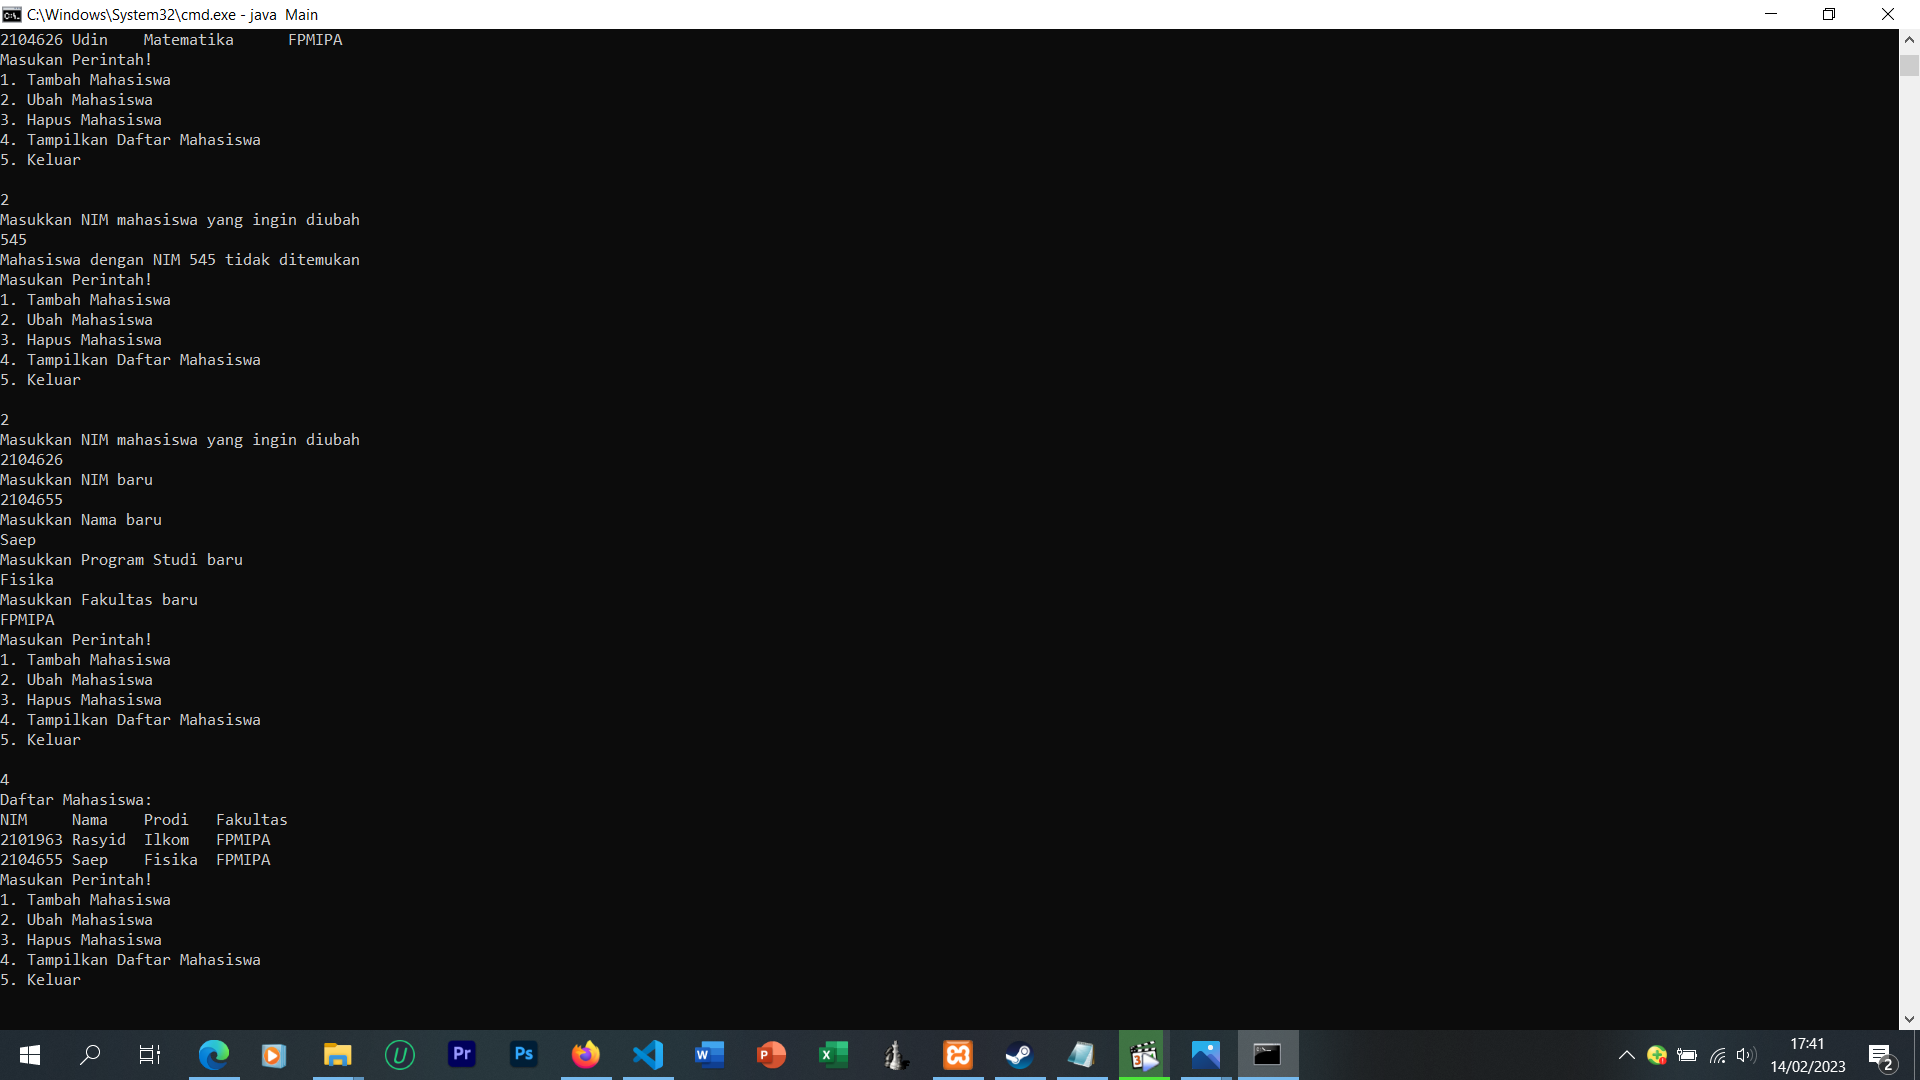 C:\Windows\System32\cmd.exe - java  Main
2104626 Udin    Matematika      FPMIPA
Masukan Perintah!
1. Tambah Mahasiswa
2. Ubah Mahasiswa
3. Hapus Mahasiswa
4. Tampilkan Daftar Mahasiswa
5. Keluar
2
Masukkan NIM mahasiswa yang ingin diubah
545
Mahasiswa dengan NIM 545 tidak ditemukan
Masukan Perintah!
1. Tambah Mahasiswa
2. Ubah Mahasiswa
3. Hapus Mahasiswa
4. Tampilkan Daftar Mahasiswa
5. Keluar
2
Masukkan NIM mahasiswa yang ingin diubah
2104626
Masukkan NIM baru
2104655
Masukkan Nama baru
Saep
Masukkan Program Studi baru
Fisika
Masukkan Fakultas baru
FPMIPA
Masukan Perintah!
1. Tambah Mahasiswa
2. Ubah Mahasiswa
3. Hapus Mahasiswa
4. Tampilkan Daftar Mahasiswa
5. Keluar
4
Daftar Mahasiswa:
NIM     Nama    Prodi   Fakultas
2101963 Rasyid  Ilkom   FPMIPA
2104655 Saep    Fisika  FPMIPA
Masukan Perintah!
1. Tambah Mahasiswa
2. Ubah Mahasiswa
3. Hapus Mahasiswa
4. Tampilkan Daftar Mahasiswa
5. Keluar
U
Pr
Ps
W
P
X
3
17:41
14/02/2023
2